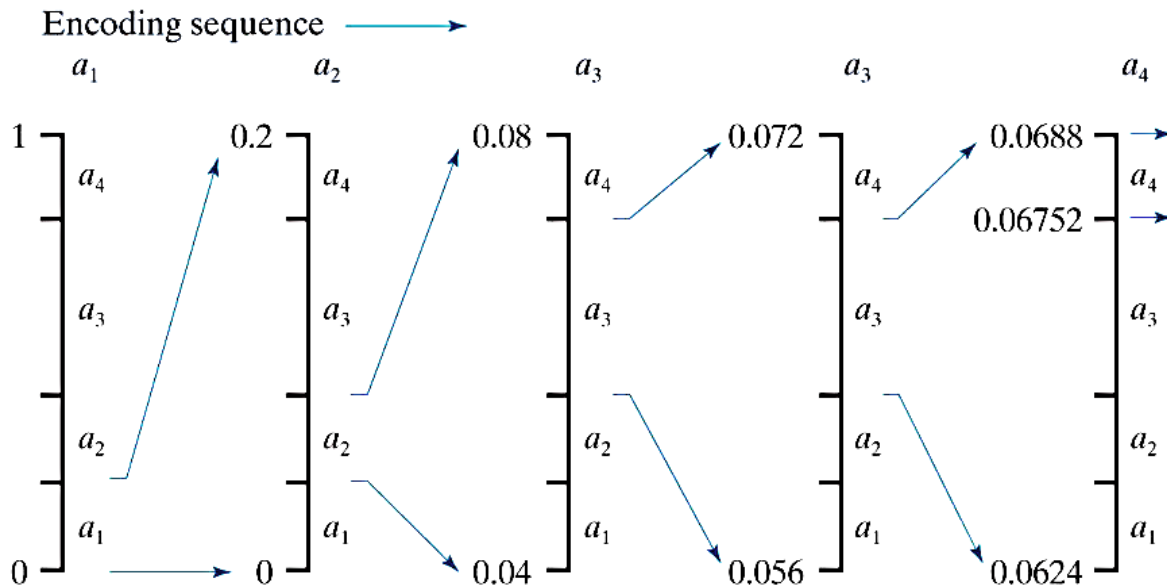 Encoding sequence
a₁ a₂ a₃ a₃ a₄
1 0.2 0.08 0.072 0.0688
a₄ a₄ a₄ a₄ a₄
0.06752
a₃ a₃ a₃ a₃ a₃
a₂ a₂ a₂ a₂ a₂
a₁ a₁ a₁ a₁ a₁
0 0 0.04 0.056 0.0624